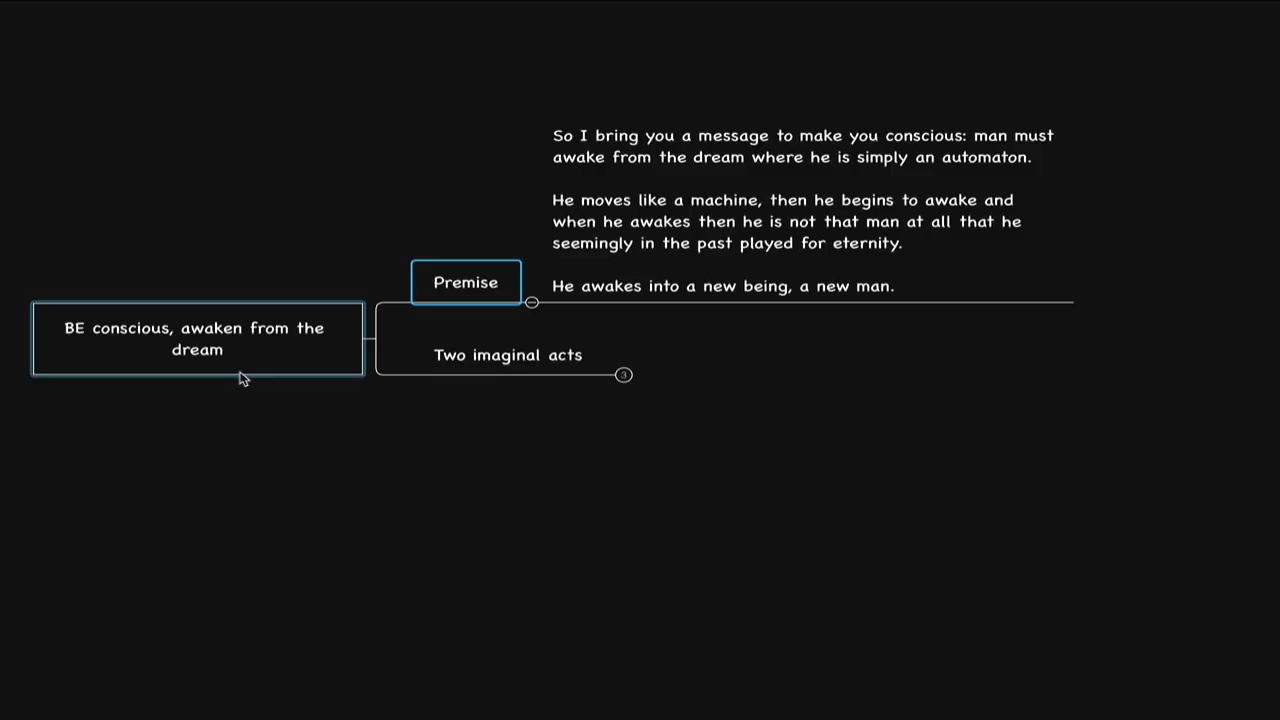 So I bring you a message to make you conscious: man must
awake from the dream where he is simply an automaton.
He moves like a machine, then he begins to awake and
when he awakes then he is not that man at all that he
seemingly in the past played for eternity.
He awakes into a new being, a new man.
Premise
BE conscious, awaken from the
dream
Two imaginal acts
3